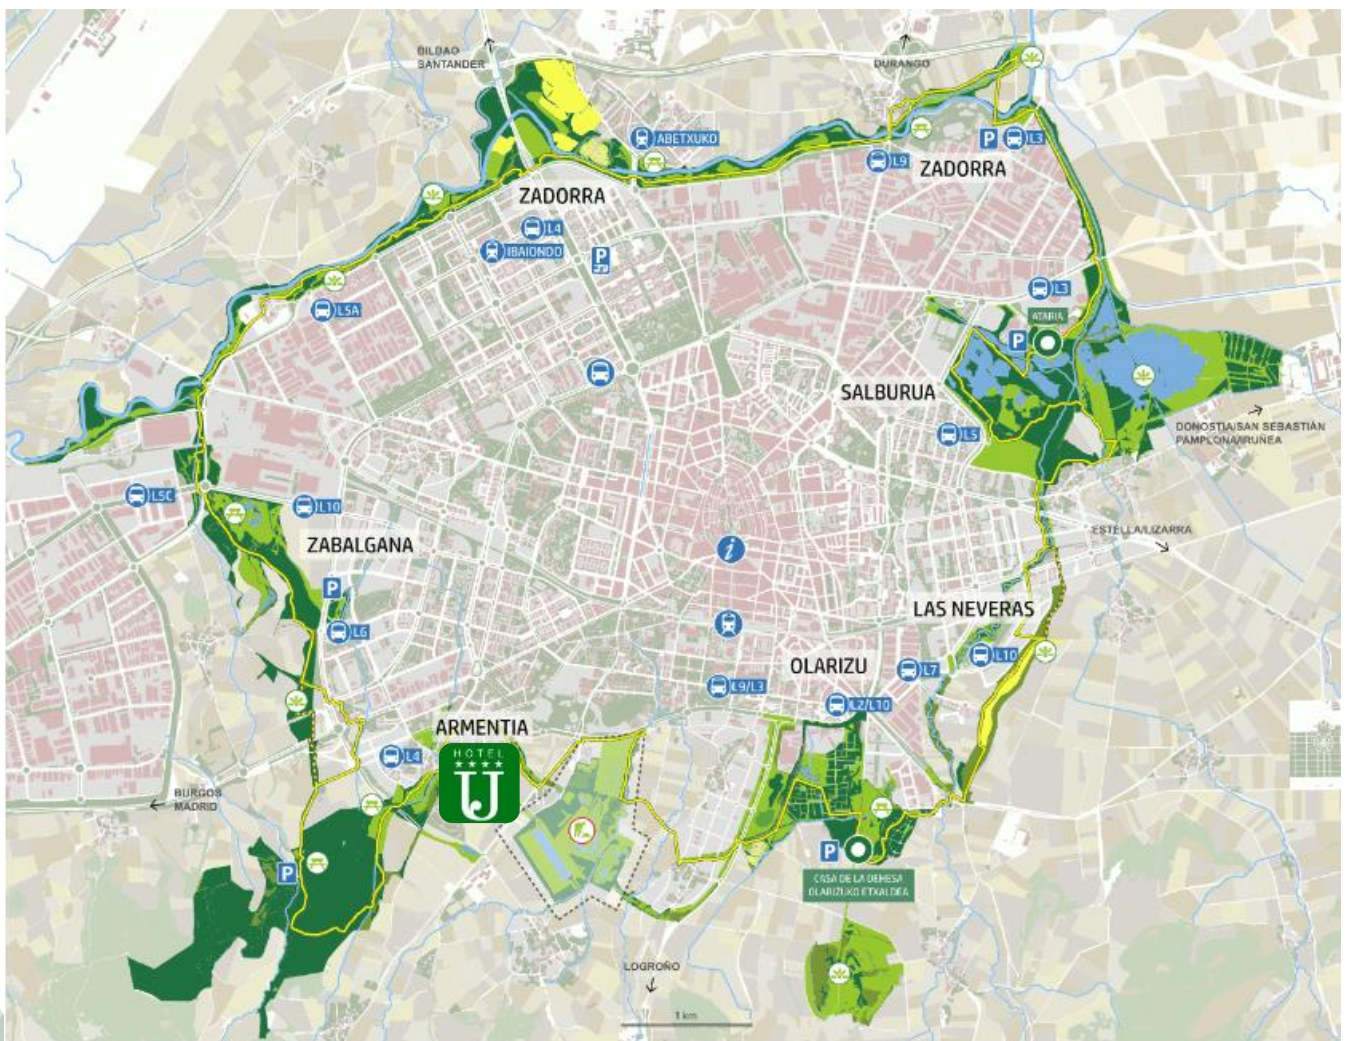 BILBAO
SANTANDER
DURANGO
ABETXUKO
P
L3
L9
ZADORRA
ZADORRA
L4
IBAIONDO
P
L5A
L3
ATARIA
P
SALBURUA
L5
DONOSTIA/SAN SEBASTIÁN
PAMPLONA/IRUÑEA
L5C
L10
ESTELLA/LIZARRA
ZABALGANA
i
P
LAS NEVERAS
L6
L10
OLARIZU
L7
L9/L3
L2/L10
ARMENTIA
HOTEL
L4
BURGOS
MADRID
P
P
CASA DE LA DEHESA
OLARIZUKO ETXALDEA
LOGROÑO
1 km